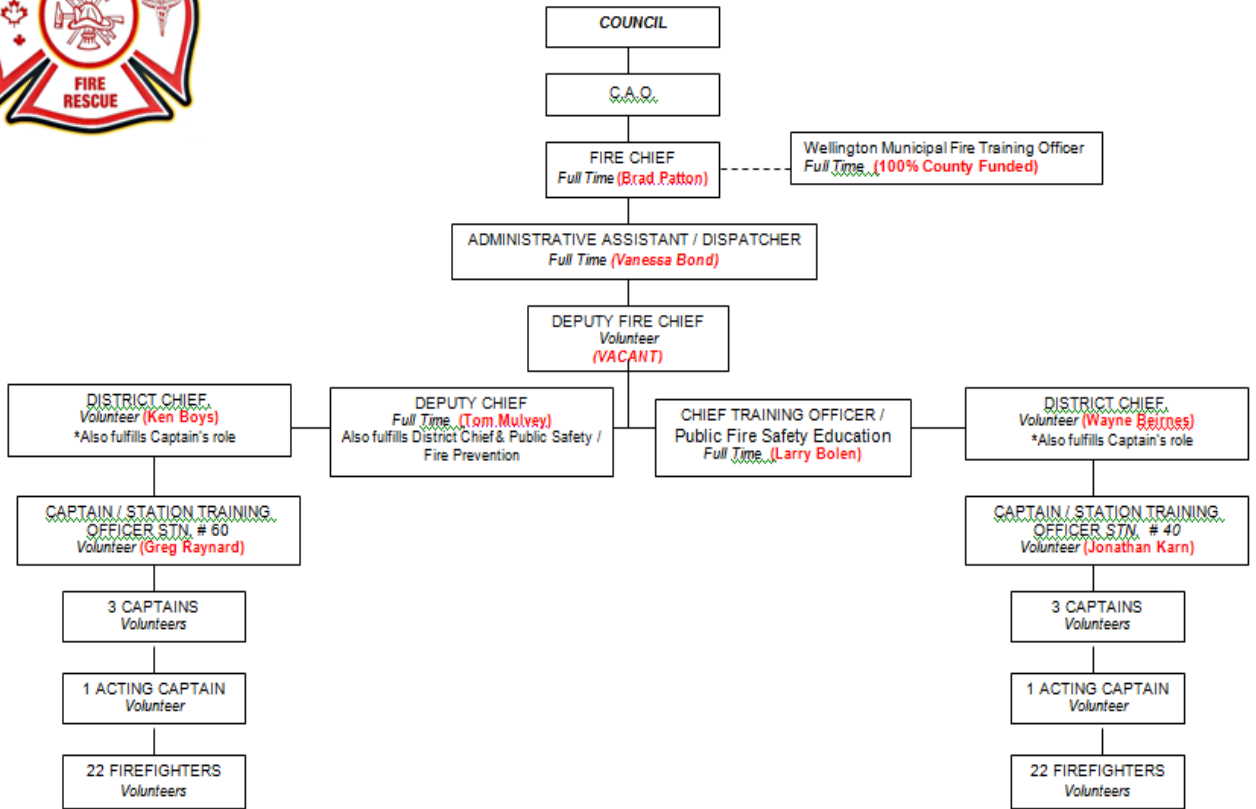 FIRE
RESCUE
COUNCIL
C.A.O.
FIRE CHIEF
Full Time (Brad Patton)
Wellington Municipal Fire Training Officer
Full Time (100% County Funded)
ADMINISTRATIVE ASSISTANT / DISPATCHER
Full Time (Vanessa Bond)
DEPUTY FIRE CHIEF
Volunteer
(VACANT)
DISTRICT CHIEF
Volunteer (Ken Boys)
*Also fulfills Captain's role
DEPUTY CHIEF
Full Time (Tom Mulvey)
Also fulfills District Chief & Public Safety /
Fire Prevention
CHIEF TRAINING OFFICER /
Public Fire Safety Education
Full Time (Larry Bolen)
DISTRICT CHIEF
Volunteer (Wayne Beirnes)
*Also fulfills Captain's role
CAPTAIN / STATION TRAINING
OFFICER STN. # 60
Volunteer (Greg Raynard)
CAPTAIN / STATION TRAINING
OFFICER STN. # 40
Volunteer (Jonathan Karn)
3 CAPTAINS
Volunteers
3 CAPTAINS
Volunteers
1 ACTING CAPTAIN
Volunteer
1 ACTING CAPTAIN
Volunteer
22 FIREFIGHTERS
Volunteers
22 FIREFIGHTERS
Volunteers